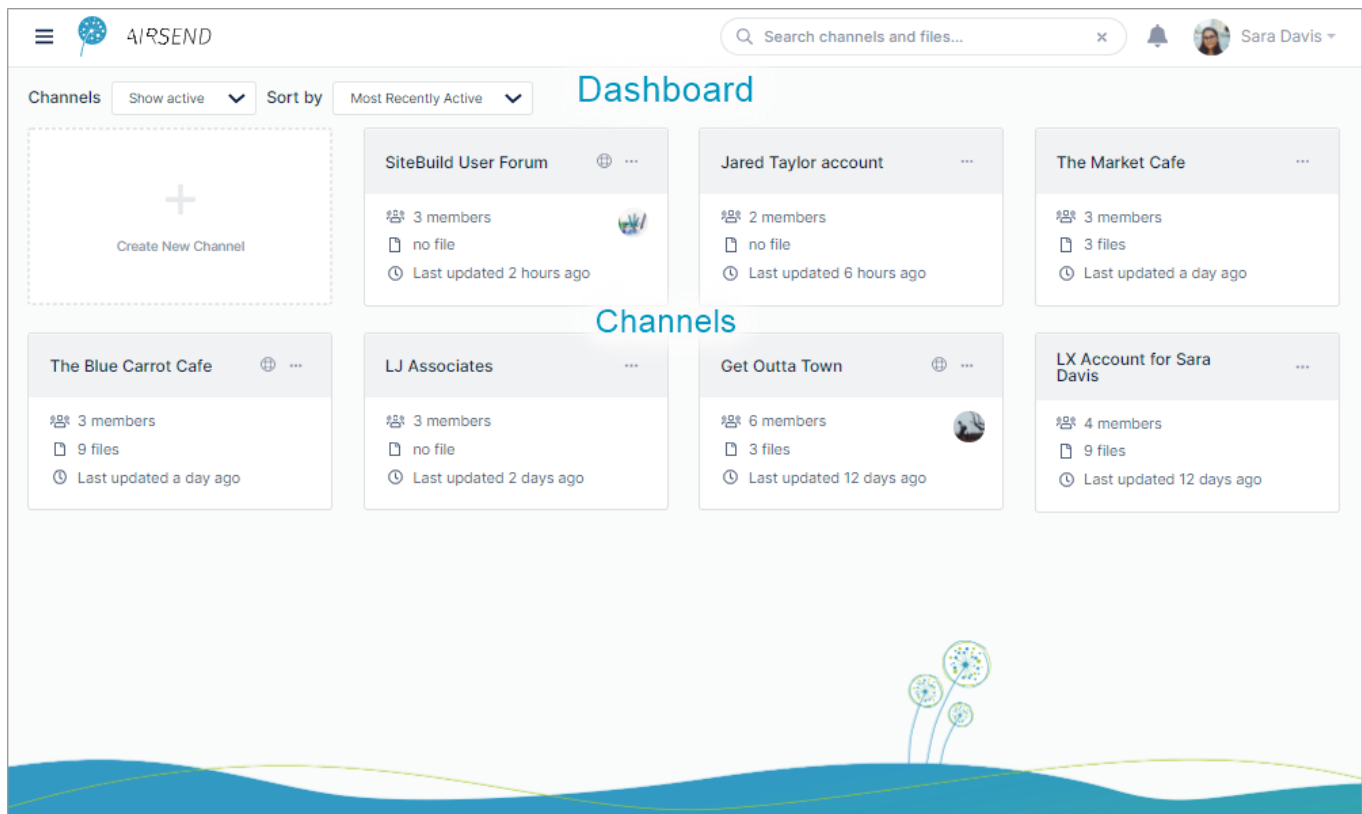 AIRSEND
Search channels and files...
Sara Davis
Channels
Show active
Sort by
Most Recently Active
Dashboard
Create New Channel
SiteBuild User Forum
3 members
no file
Last updated 2 hours ago
Jared Taylor account
2 members
no file
Last updated 6 hours ago
The Market Cafe
3 members
3 files
Last updated a day ago
Channels
The Blue Carrot Cafe
3 members
9 files
Last updated a day ago
LJ Associates
3 members
no file
Last updated 2 days ago
Get Outta Town
6 members
3 files
Last updated 12 days ago
LX Account for Sara
Davis
4 members
9 files
Last updated 12 days ago